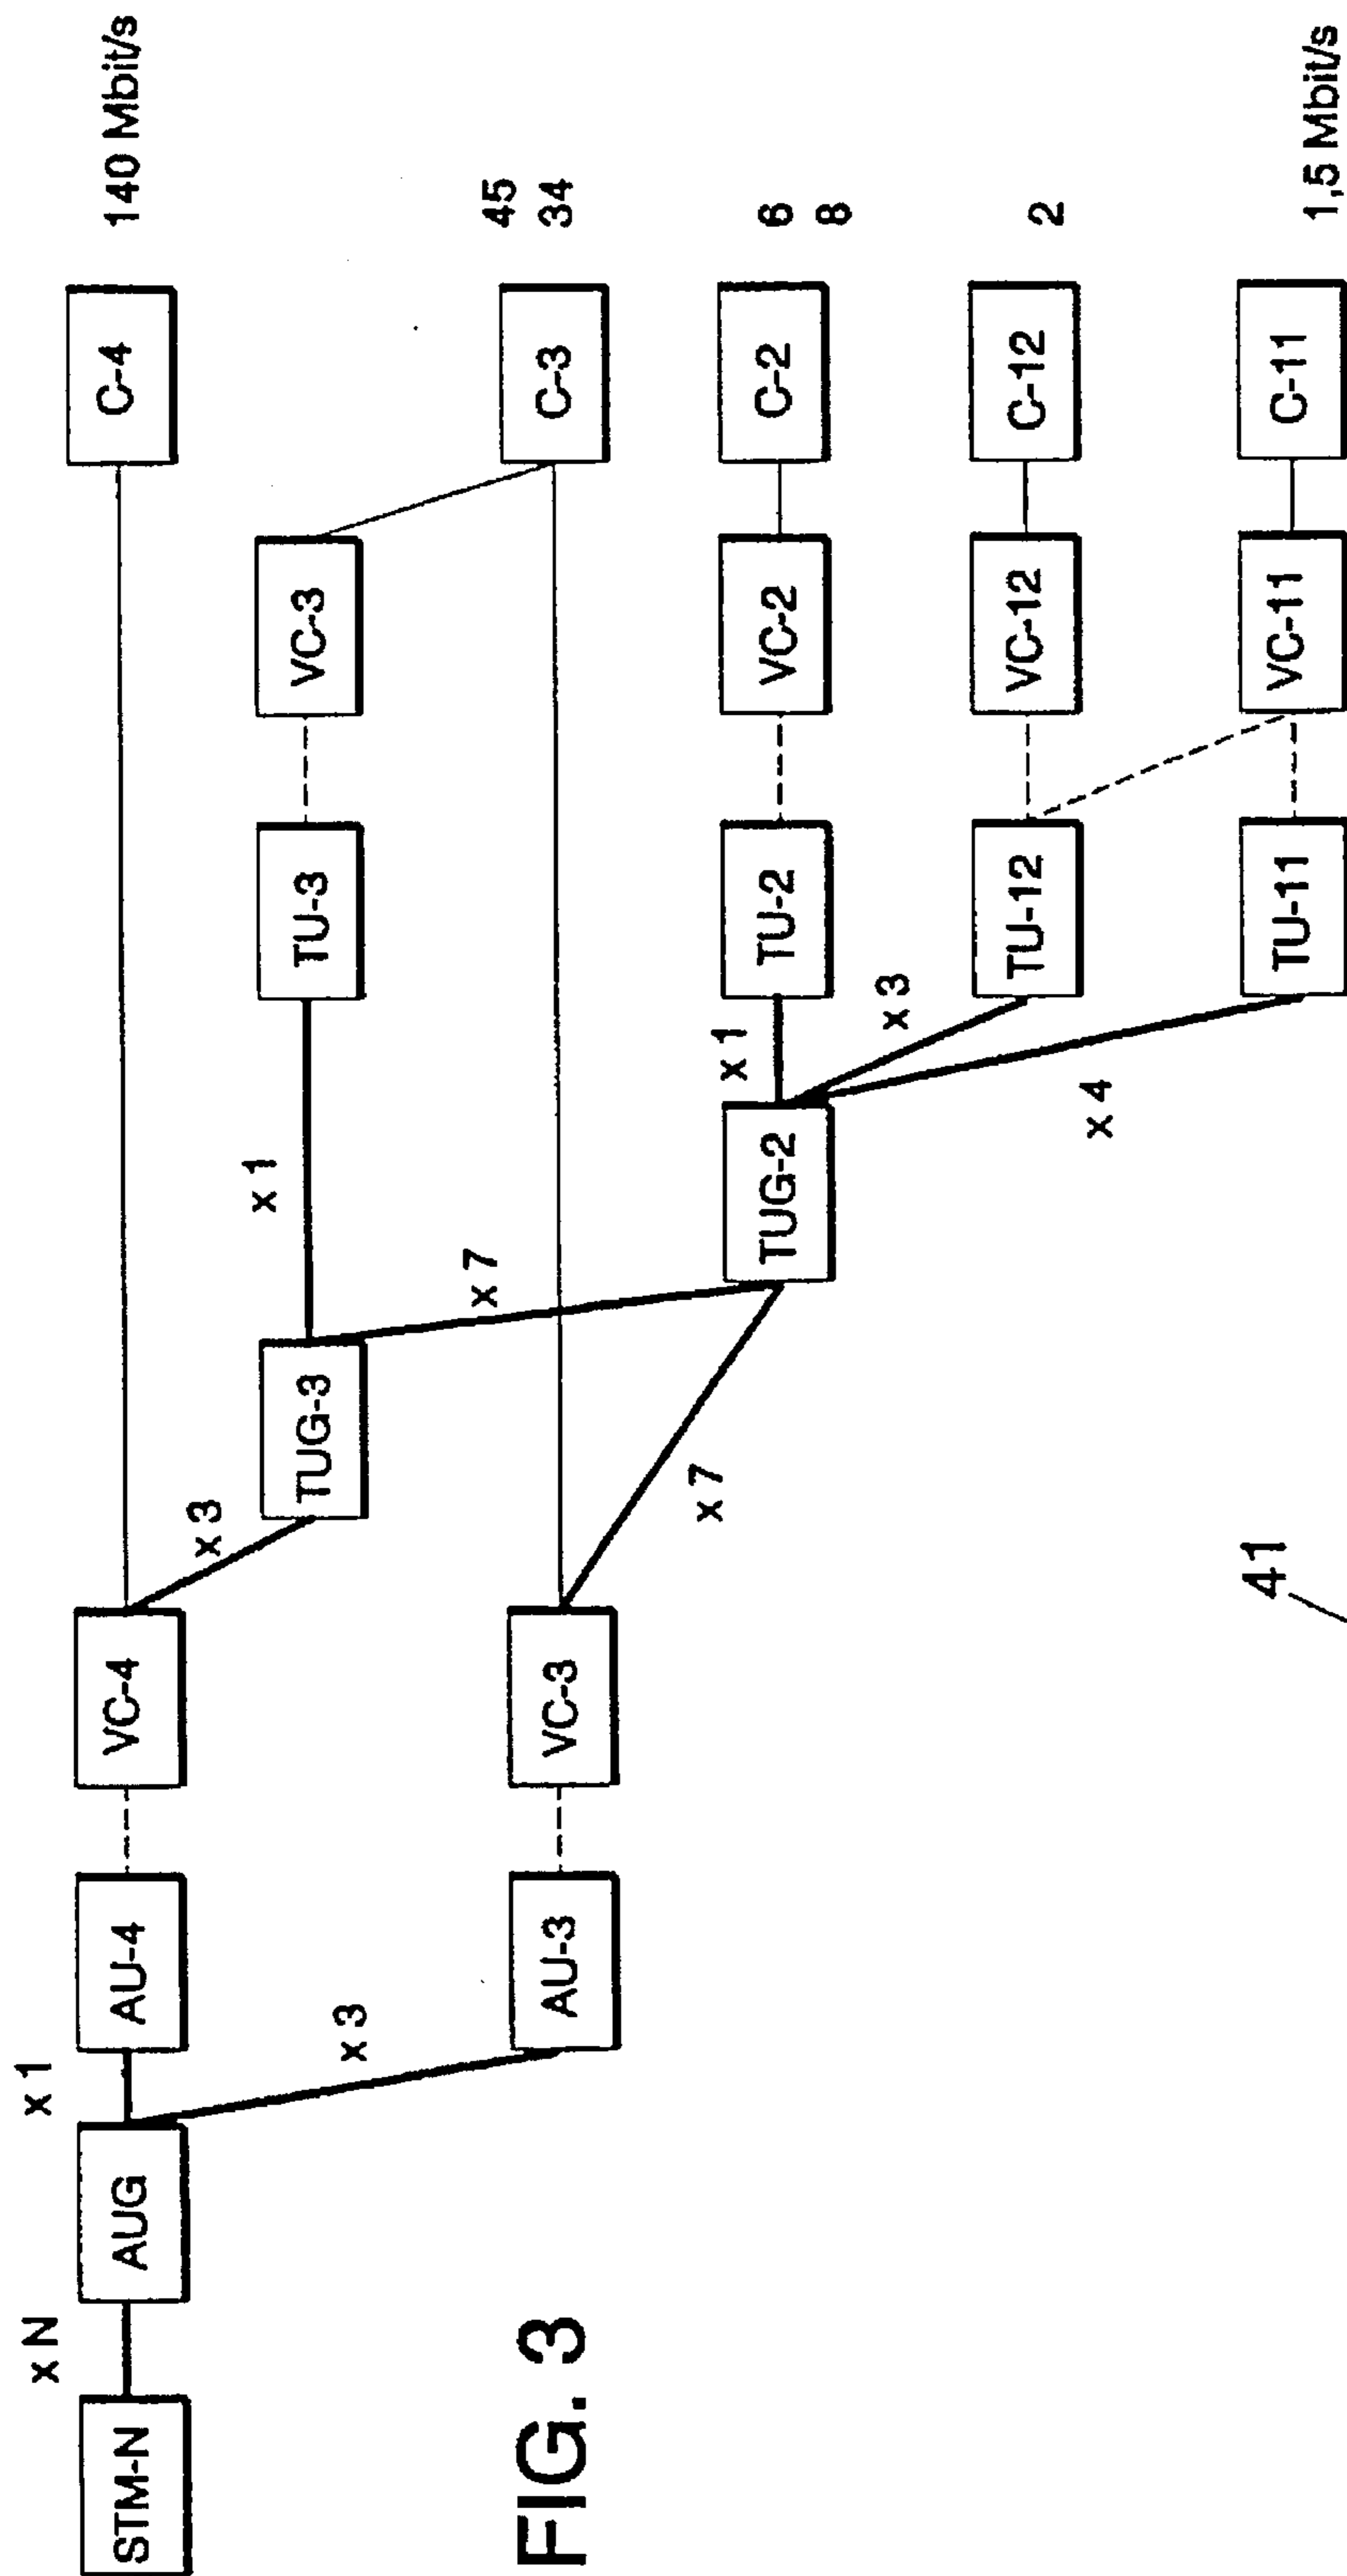 x N
x 1
STM-N
AUG
AU-4
VC-4
C-4
140 Mbit/s
x 3
x 1
TUG-3
TU-3
VC-3
x 3
x 7
45
34
AU-3
VC-3
C-3
x 7
x 1
6
8
TUG-2
TU-2
VC-2
C-2
x 3
TU-12
VC-12
C-12
2
x 4
TU-11
VC-11
C-11
1,5 Mbit/s
FIG. 3
41